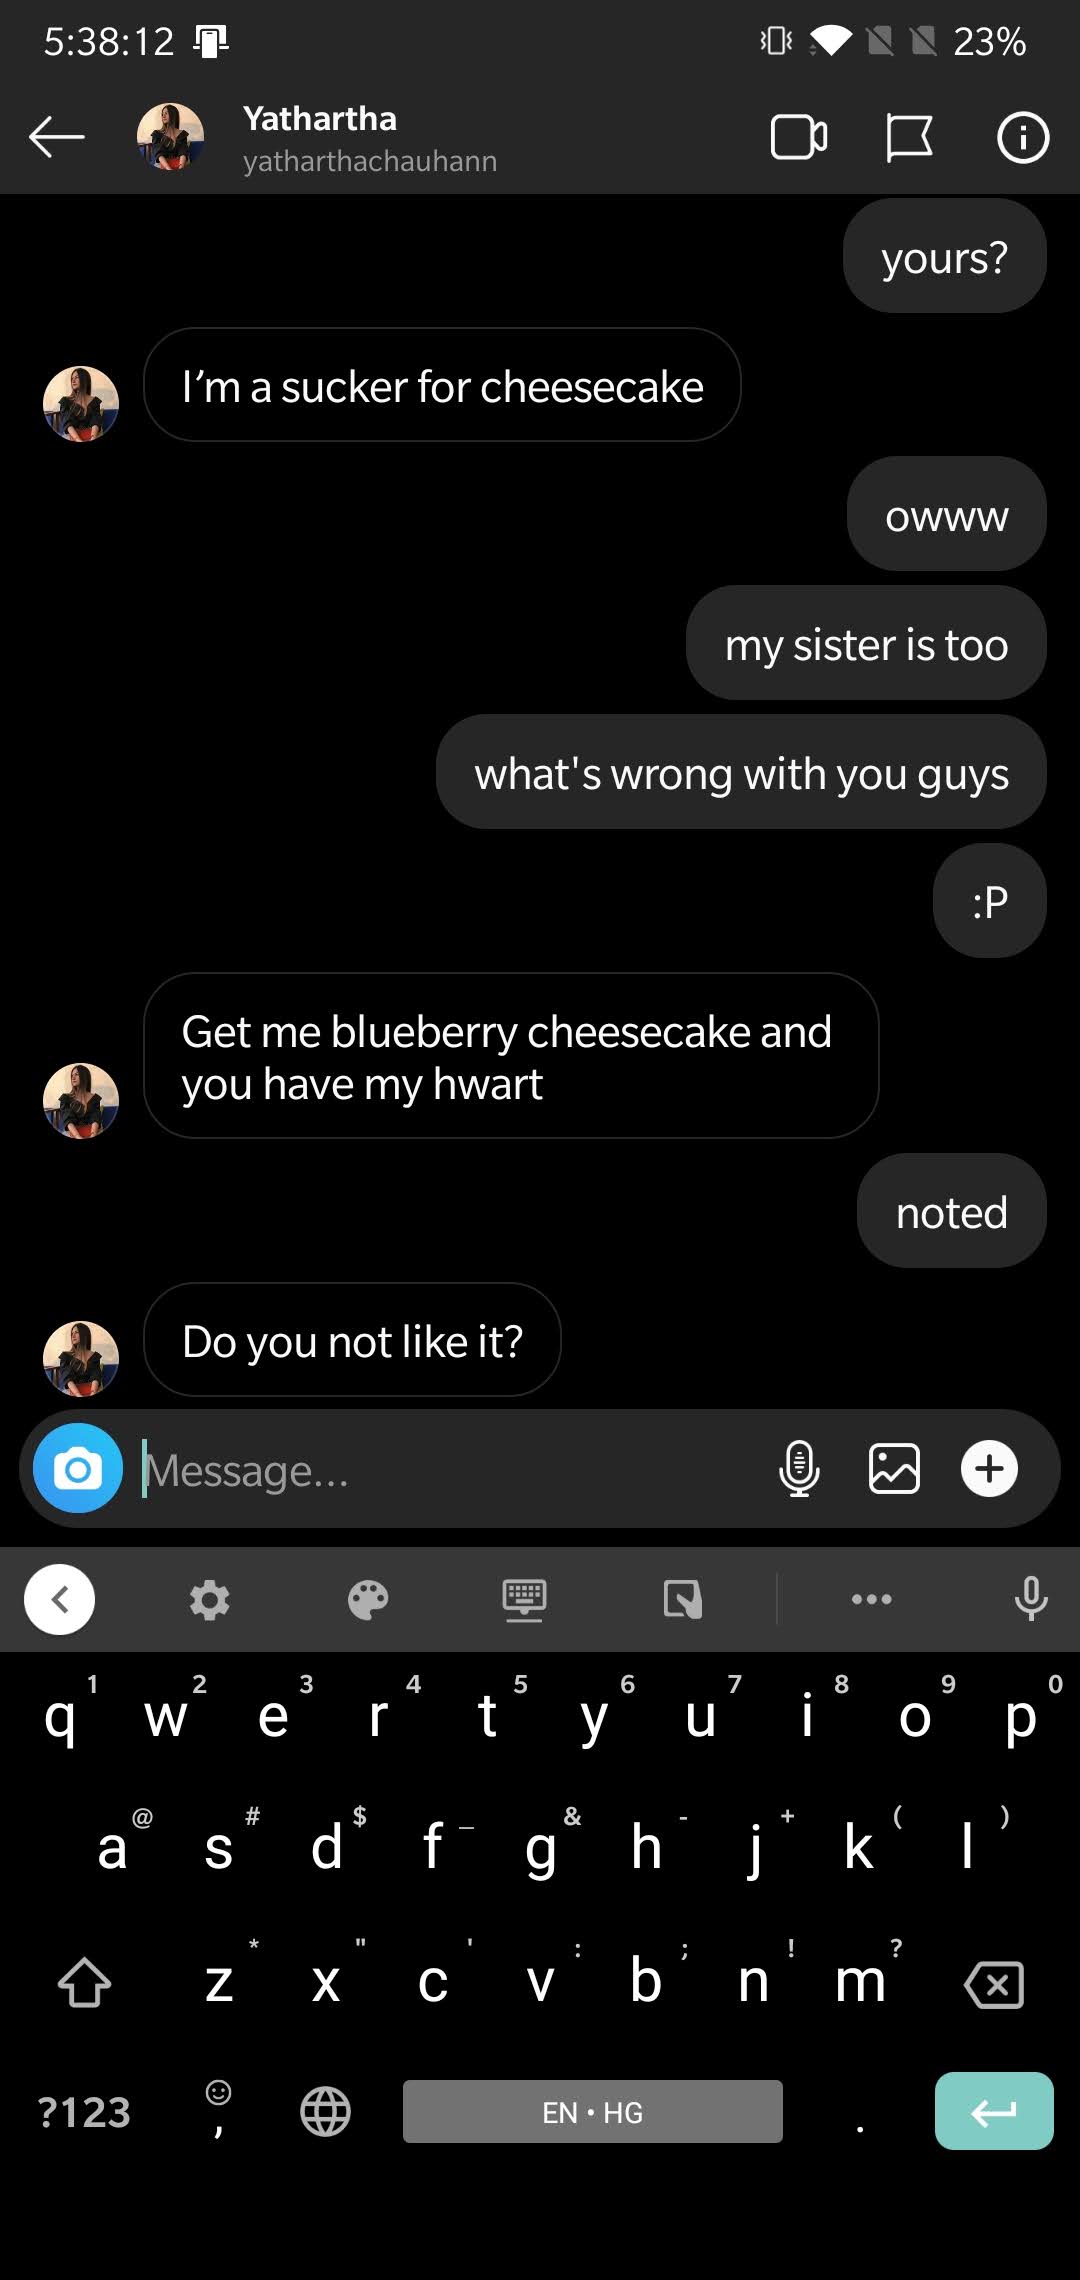 5:38:12
23%
Yathartha
yatharthachauhann
yours?
I'm a sucker for cheesecake
owww
my sister is too
what's wrong with you guys
:P
Get me blueberry cheesecake and
you have my hwart
noted
Do you not like it?
Message...
1 2 3 4 5 6 7 8 9 0
q w e r t y u i o p
@ # $ _ & - + ( )
a s d f g h j k l
* " ' : ; ! ?
z x c v b n m
?123 , EN • HG .